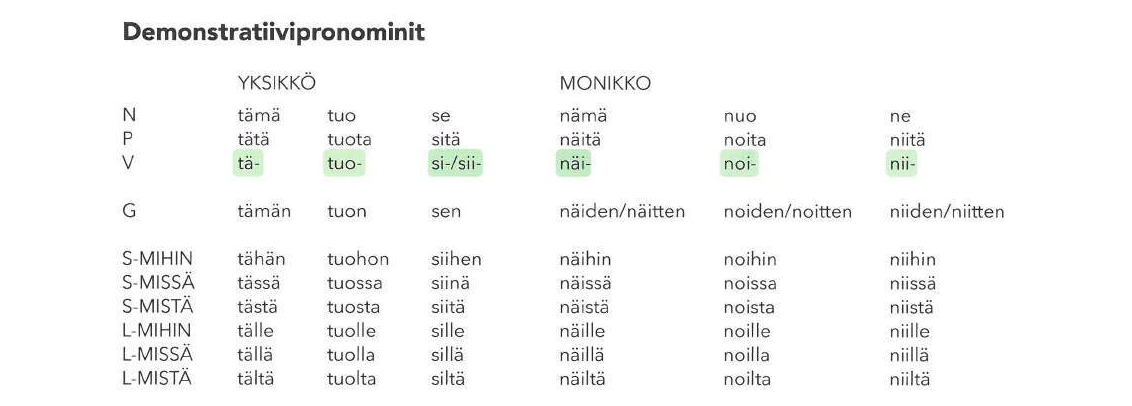 Demonstratiivipronominit
YKSIKKÖ MONIKKO
N tämä tuo se nämä nuo ne
P tätä tuota sitä näitä noita niitä
V tä- tuo- si-/sii- näi- noi- nii-
G tämän tuon sen näiden/näitten noiden/noitten niiden/niitten
S-MIHIN tähän tuohon siihen näihin noihin niihin
S-MISSÄ tässä tuossa siinä näissä noissa niissä
S-MISTÄ tästä tuosta siitä näistä noista niistä
L-MIHIN tälle tuolle sille näille noille niille
L-MISSÄ tällä tuolla sillä näillä noilla niillä
L-MISTÄ tältä tuolta siltä näiltä noilta niiltä